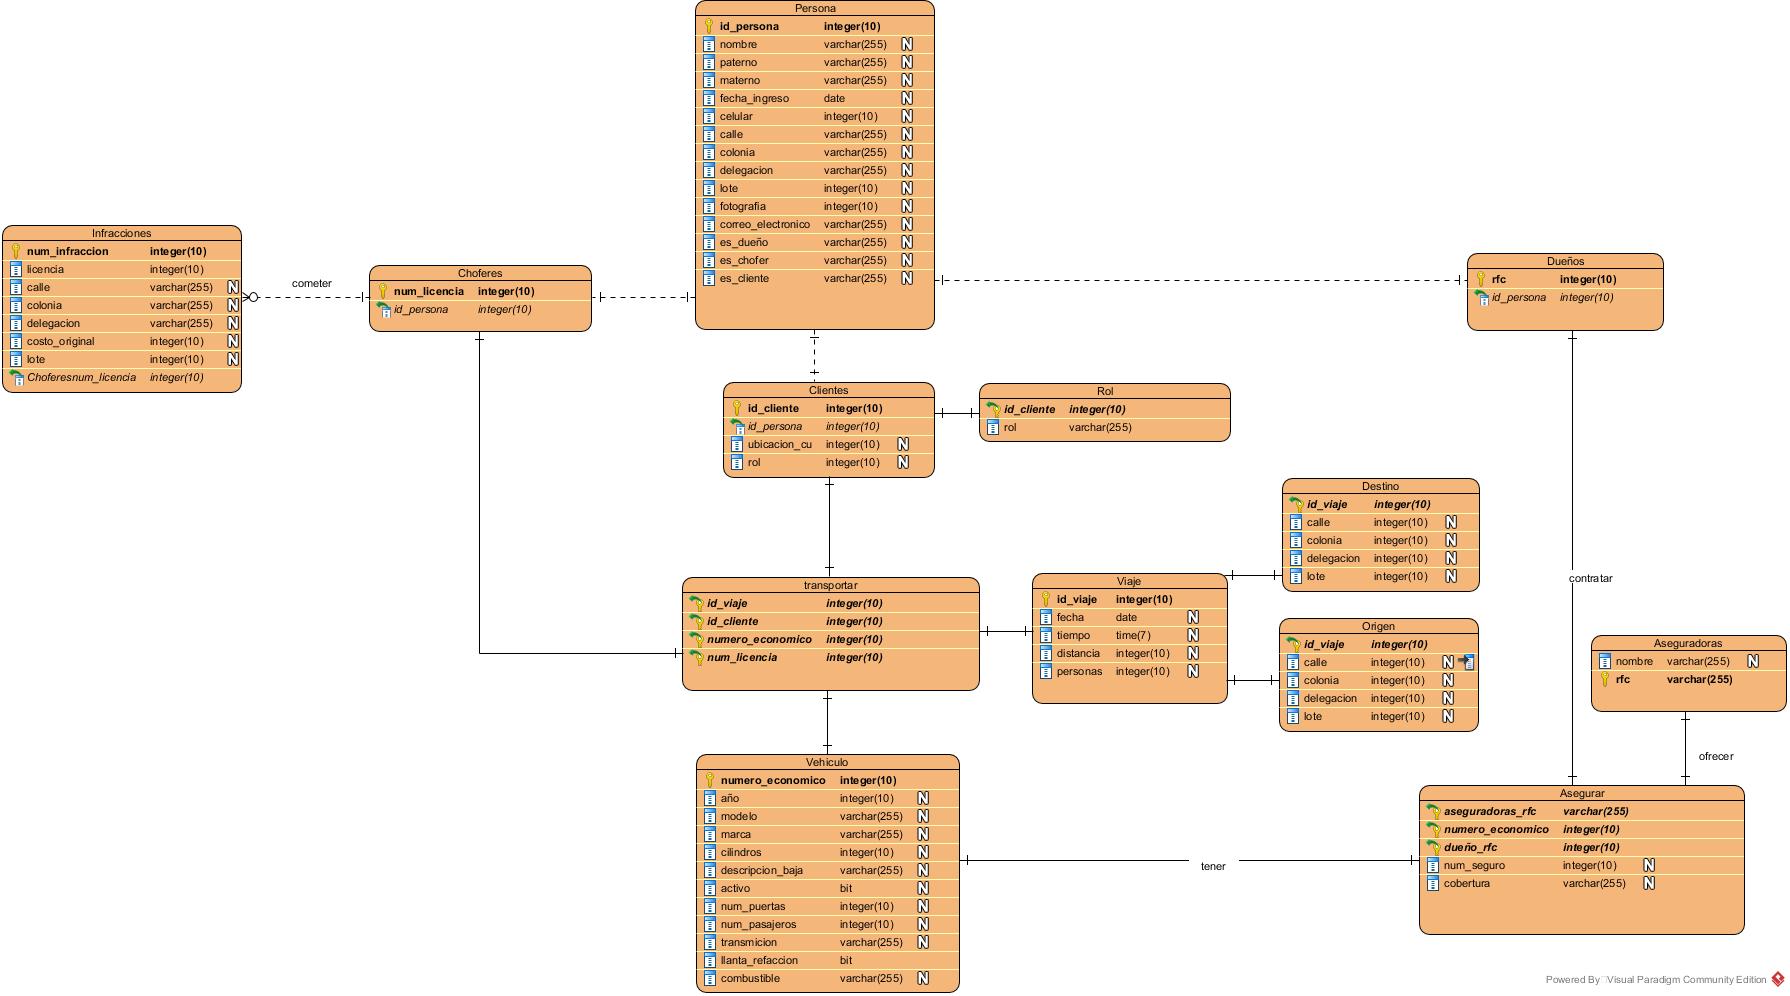 Persona
id_persona integer(10)
nombre varchar(255) N
paterno varchar(255) N
materno varchar(255) N
fecha_ingreso date N
celular integer(10) N
calle varchar(255) N
colonia varchar(255) N
delegacion varchar(255) N
lote integer(10) N
fotografia integer(10) N
correo_electronico varchar(255) N
es_dueño varchar(255) N
es_chofer varchar(255) N
es_cliente varchar(255) N
Infracciones
num_infraccion integer(10)
licencia integer(10)
calle varchar(255) N
colonia varchar(255) N
delegacion varchar(255) N
costo_original integer(10) N
lote integer(10) N
Choferesnum_licencia integer(10)
cometer
Choferes
num_licencia integer(10)
id_persona integer(10)
Dueños
rfc integer(10)
id_persona integer(10)
Clientes
id_cliente integer(10)
id_persona integer(10)
ubicacion_cu integer(10) N
rol integer(10) N
Rol
id_cliente integer(10)
rol varchar(255)
Destino
id_viaje integer(10)
calle integer(10) N
colonia integer(10) N
delegacion integer(10) N
lote integer(10) N
transportar
id_viaje integer(10)
id_cliente integer(10)
numero_economico integer(10)
num_licencia integer(10)
Viaje
id_viaje integer(10)
fecha date N
tiempo time(7) N
distancia integer(10) N
personas integer(10) N
contratar
Origen
id_viaje integer(10)
calle integer(10) N
colonia integer(10) N
delegacion integer(10) N
lote integer(10) N
Aseguradoras
nombre varchar(255) N
rfc varchar(255)
ofrecer
Vehiculo
numero_economico integer(10)
año integer(10) N
modelo varchar(255) N
marca varchar(255) N
cilindros integer(10) N
descripcion_baja varchar(255) N
activo bit N
num_puertas integer(10) N
num_pasajeros integer(10) N
transmicion varchar(255) N
llanta_refaccion bit
combustible varchar(255) N
tener
Asegurar
aseguradoras_rfc varchar(255)
numero_economico integer(10)
dueño_rfc integer(10)
num_seguro integer(10) N
cobertura varchar(255) N
Powered By Visual Paradigm Community Edition